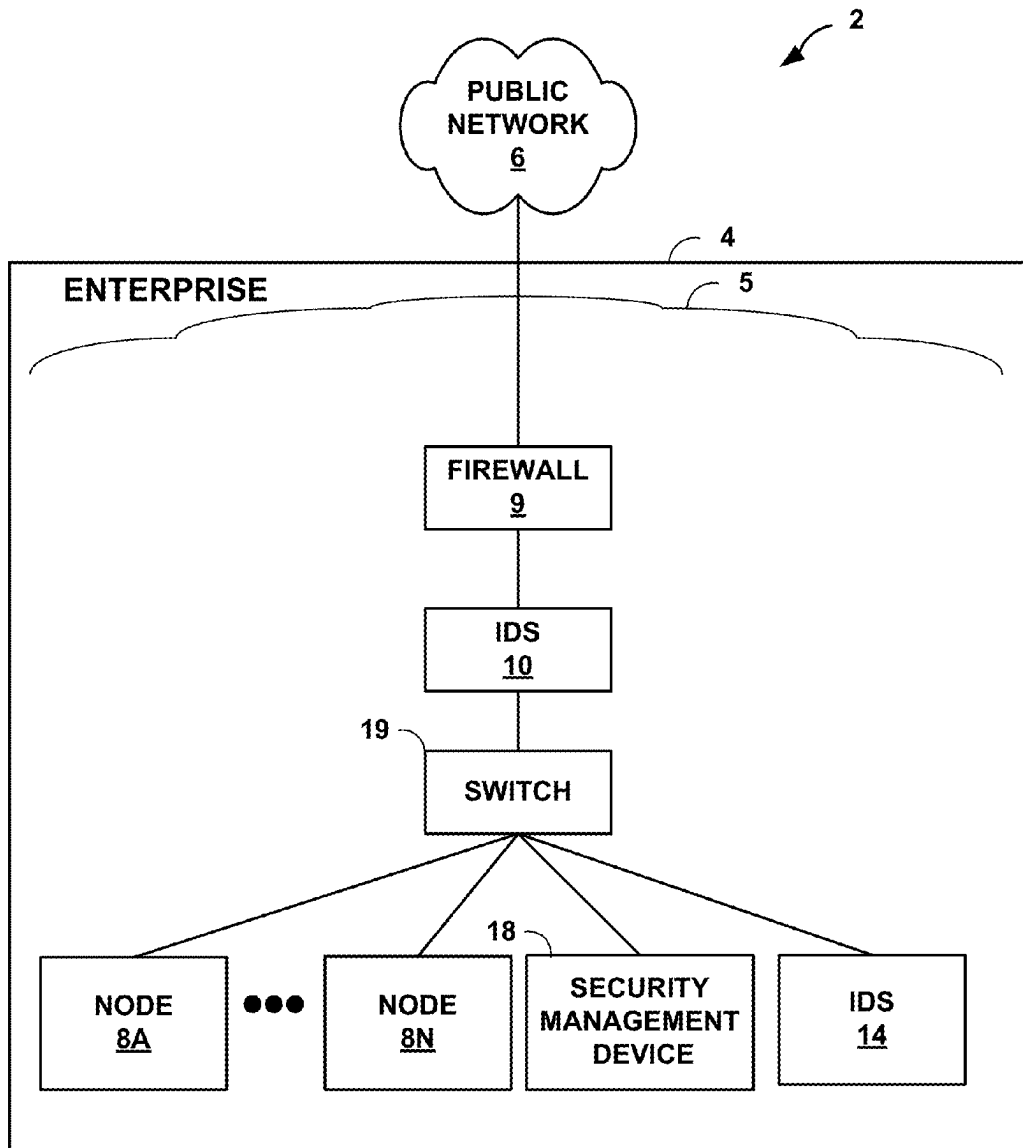 2
PUBLIC
NETWORK
6
4
ENTERPRISE
5
FIREWALL
9
IDS
10
19
SWITCH
18
NODE
8A
NODE
8N
SECURITY
MANAGEMENT
DEVICE
IDS
14